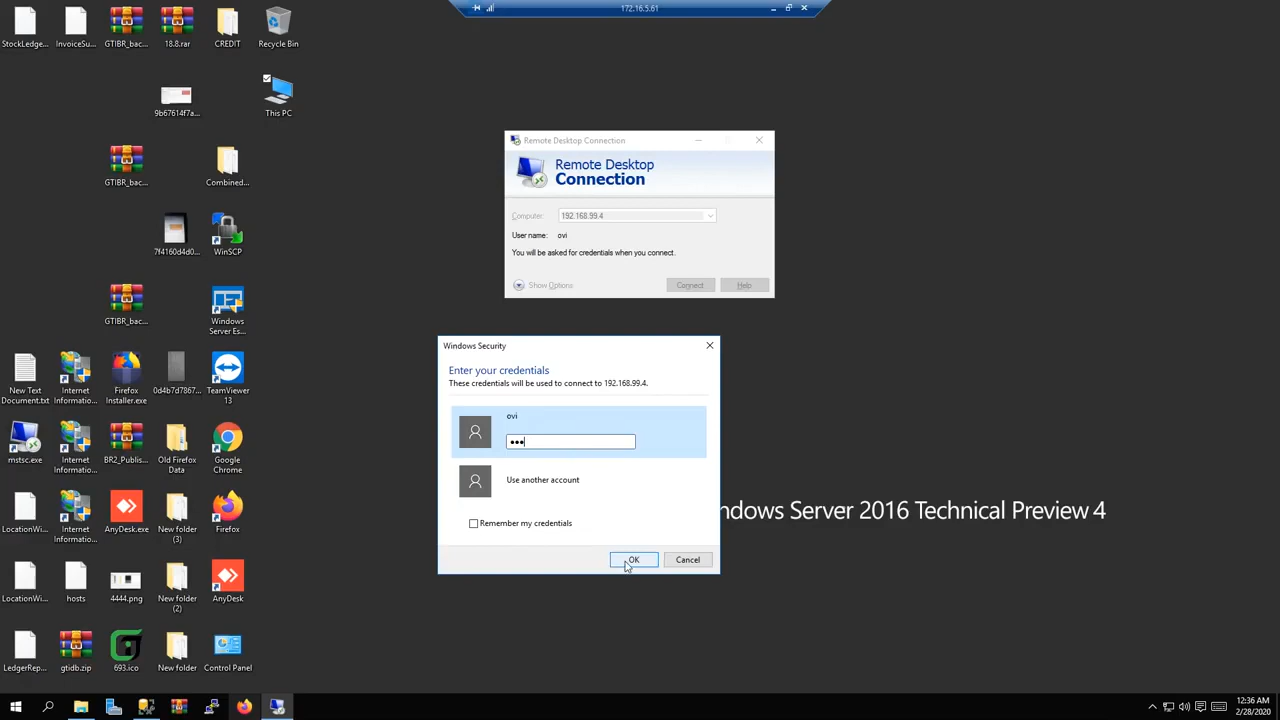 172.16.5.61
StockLedge...
InvoiceSu...
GTIBR_bac...
18.8.rar
CREDIT
Recycle Bin
9b67614f7a...
This PC
GTIBR_bac...
Combined...
7f4160d4d0...
WinSCP
GTIBR_bac...
Windows
Server Es...
New Text
Document.txt
Internet
Informatio...
Firefox
Installer.exe
0d4b7d7867...
TeamViewer
13
mstsc.exe
Internet
Informatio...
BR2_Publis...
Old Firefox
Data
Google
Chrome
LocationWi...
Internet
Informatio...
AnyDesk.exe
New folder
(3)
Firefox
LocationWi...
hosts
4444.png
New folder
(2)
AnyDesk
LedgerRep...
gtidb.zip
693.ico
New folder
Control Panel
Remote Desktop Connection
Remote Desktop
Connection
Computer: 192.168.99.4
User name: ovi
You will be asked for credentials when you connect.
Show Options
Connect
Help
Windows Security
Enter your credentials
These credentials will be used to connect to 192.168.99.4.
ovi
•••
Use another account
Remember my credentials
OK
Cancel
ndows Server 2016 Technical Preview 4
12:36 AM
2/28/2020